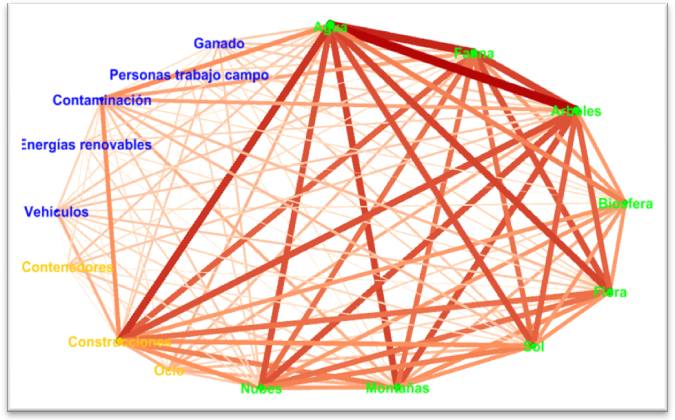 Agua
Ganado
Fauna
Personas trabajo campo
Contaminación
Arboles
Energías renovables
Biosfera
Vehículos
Contenedores
Flora
Construcciones
Sol
Ocio
Nubes
Montañas